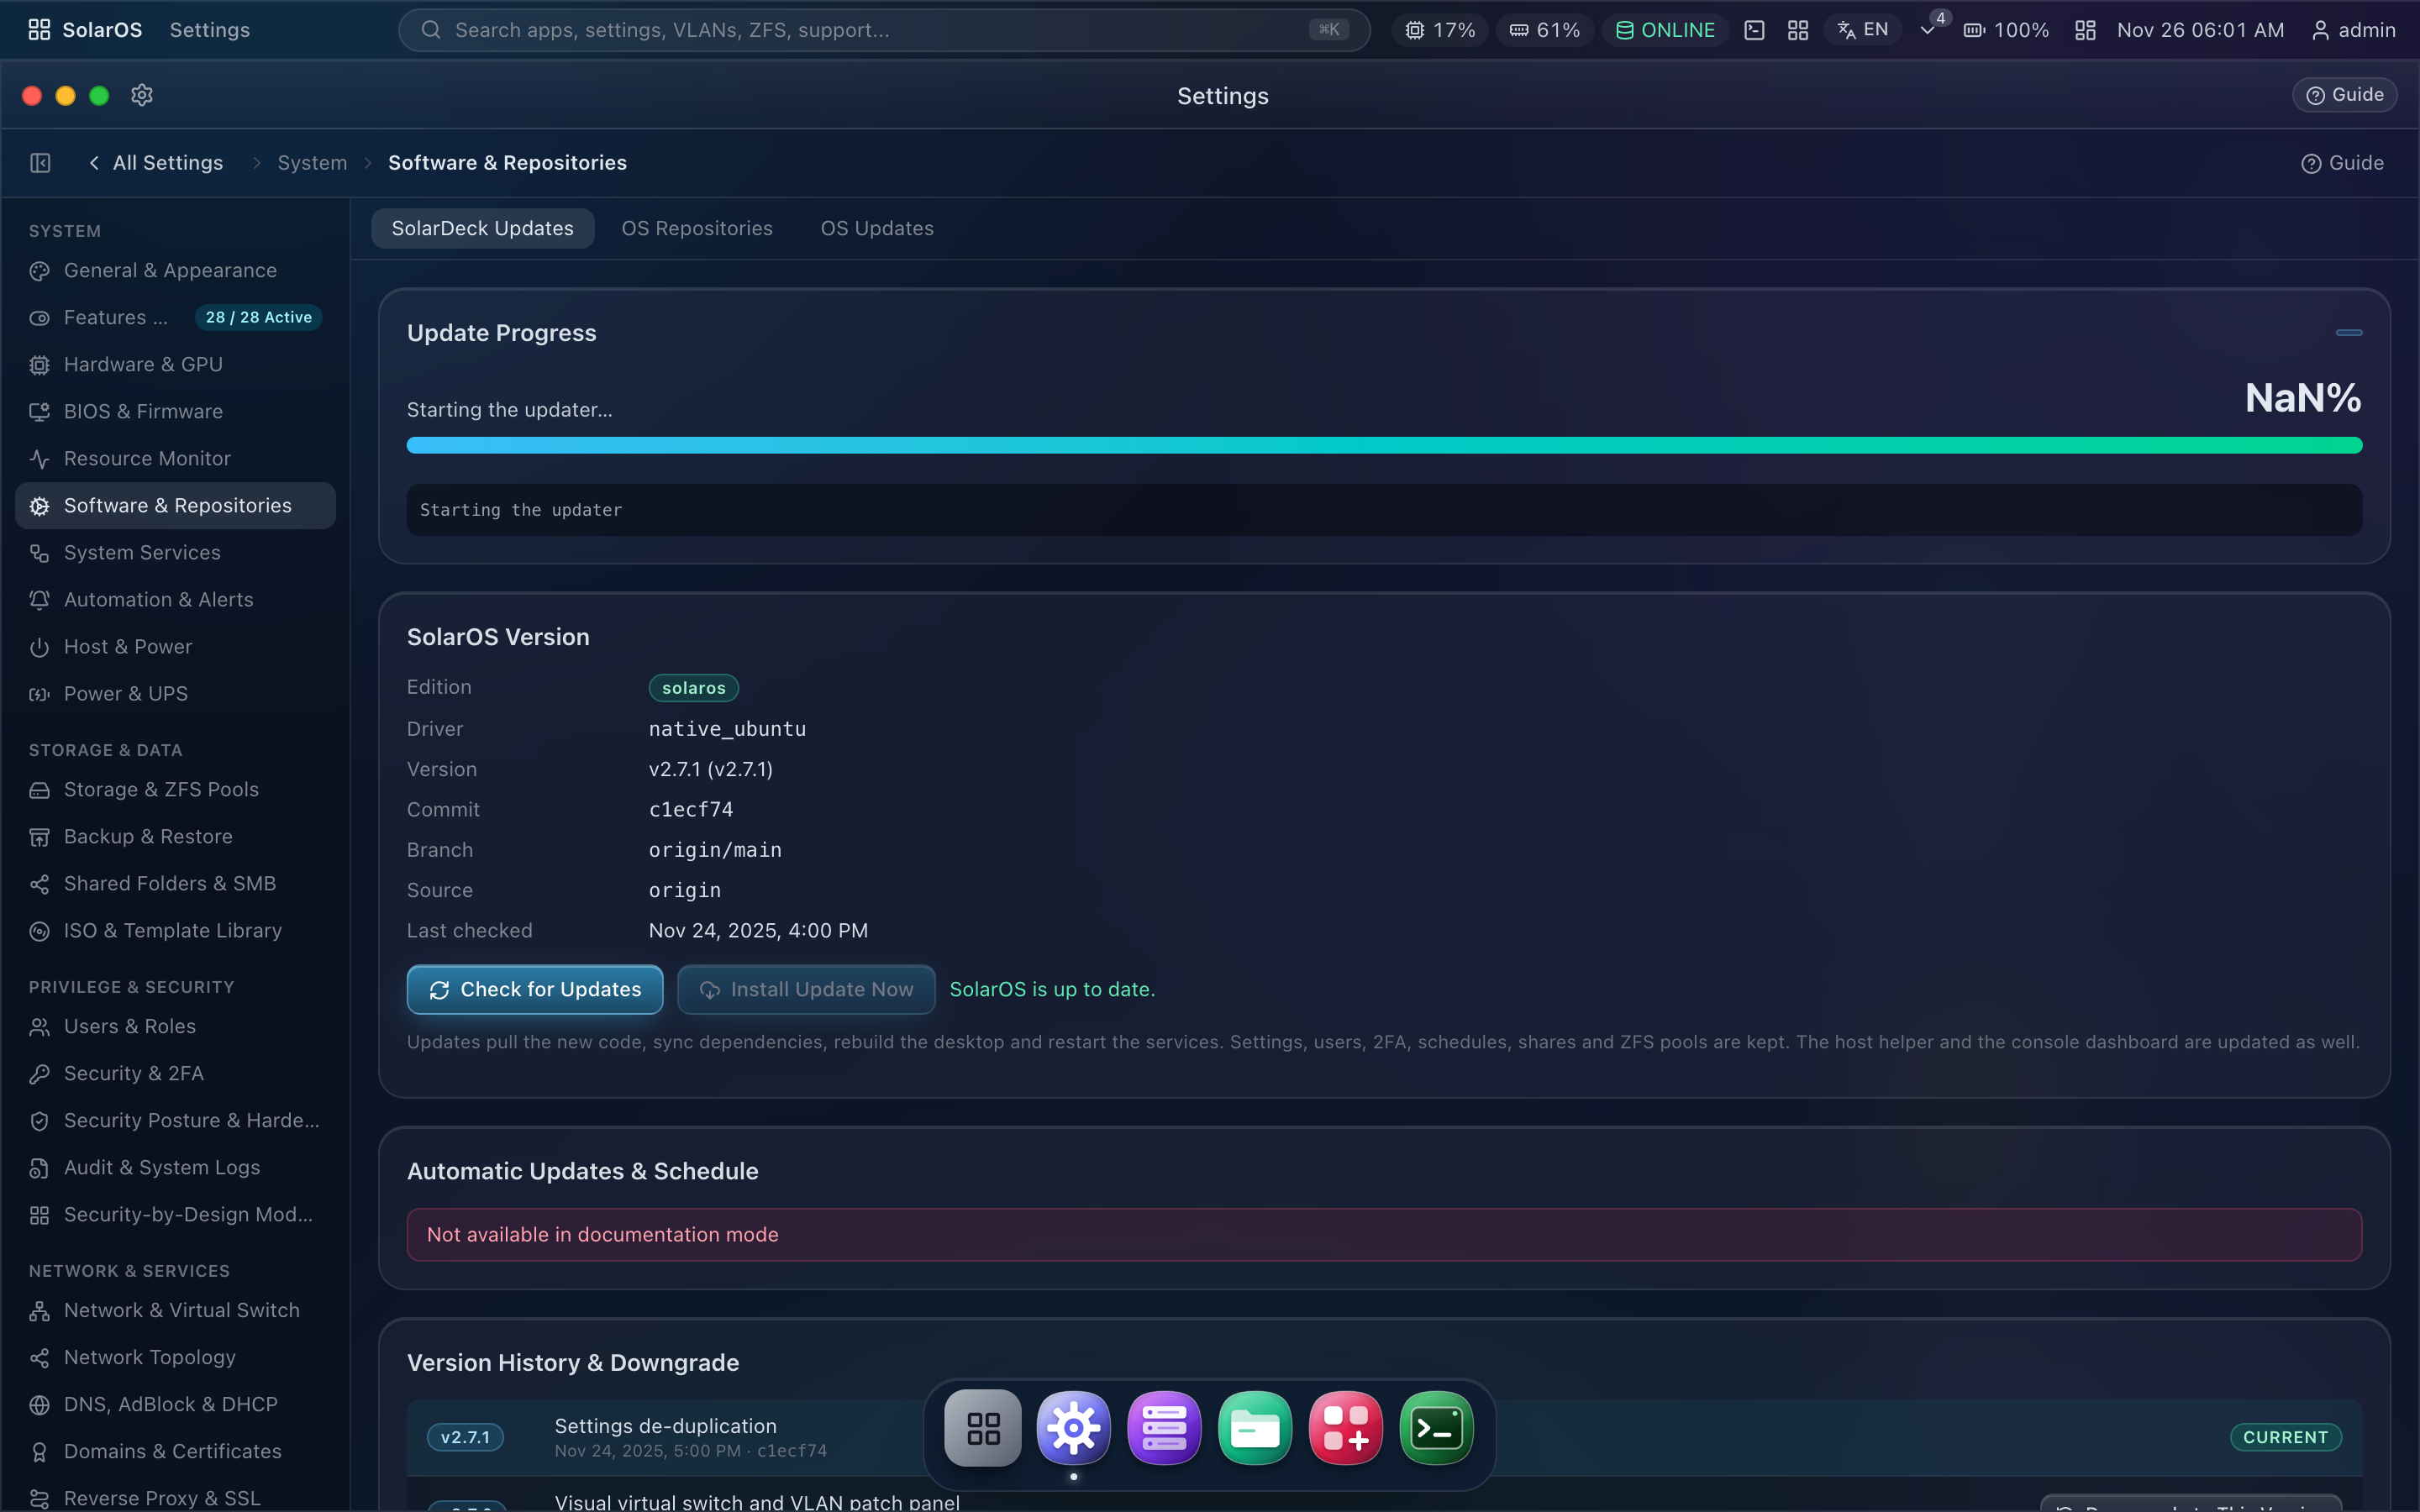 SolarOS Settings Search apps, settings, VLANs, ZFS, support... ⌘K 17% 61% ONLINE EN 4 100% Nov 26 06:01 AM admin
Settings Guide
All Settings System Software & Repositories Guide
SYSTEM
General & Appearance
Features ... 28 / 28 Active
Hardware & GPU
BIOS & Firmware
Resource Monitor
Software & Repositories
System Services
Automation & Alerts
Host & Power
Power & UPS
STORAGE & DATA
Storage & ZFS Pools
Backup & Restore
Shared Folders & SMB
ISO & Template Library
PRIVILEGE & SECURITY
Users & Roles
Security & 2FA
Security Posture & Harde...
Audit & System Logs
Security-by-Design Mod...
NETWORK & SERVICES
Network & Virtual Switch
Network Topology
DNS, AdBlock & DHCP
Domains & Certificates
Reverse Proxy & SSL
SolarDeck Updates OS Repositories OS Updates
Update Progress
Starting the updater... NaN%
Starting the updater
SolarOS Version
Edition solaros
Driver native_ubuntu
Version v2.7.1 (v2.7.1)
Commit c1ecf74
Branch origin/main
Source origin
Last checked Nov 24, 2025, 4:00 PM
Check for Updates Install Update Now SolarOS is up to date.
Updates pull the new code, sync dependencies, rebuild the desktop and restart the services. Settings, users, 2FA, schedules, shares and ZFS pools are kept. The host helper and the console dashboard are updated as well.
Automatic Updates & Schedule
Not available in documentation mode
Version History & Downgrade
v2.7.1 Settings de-duplication CURRENT
Nov 24, 2025, 5:00 PM · c1ecf74
Visual virtual switch and VLAN patch panel